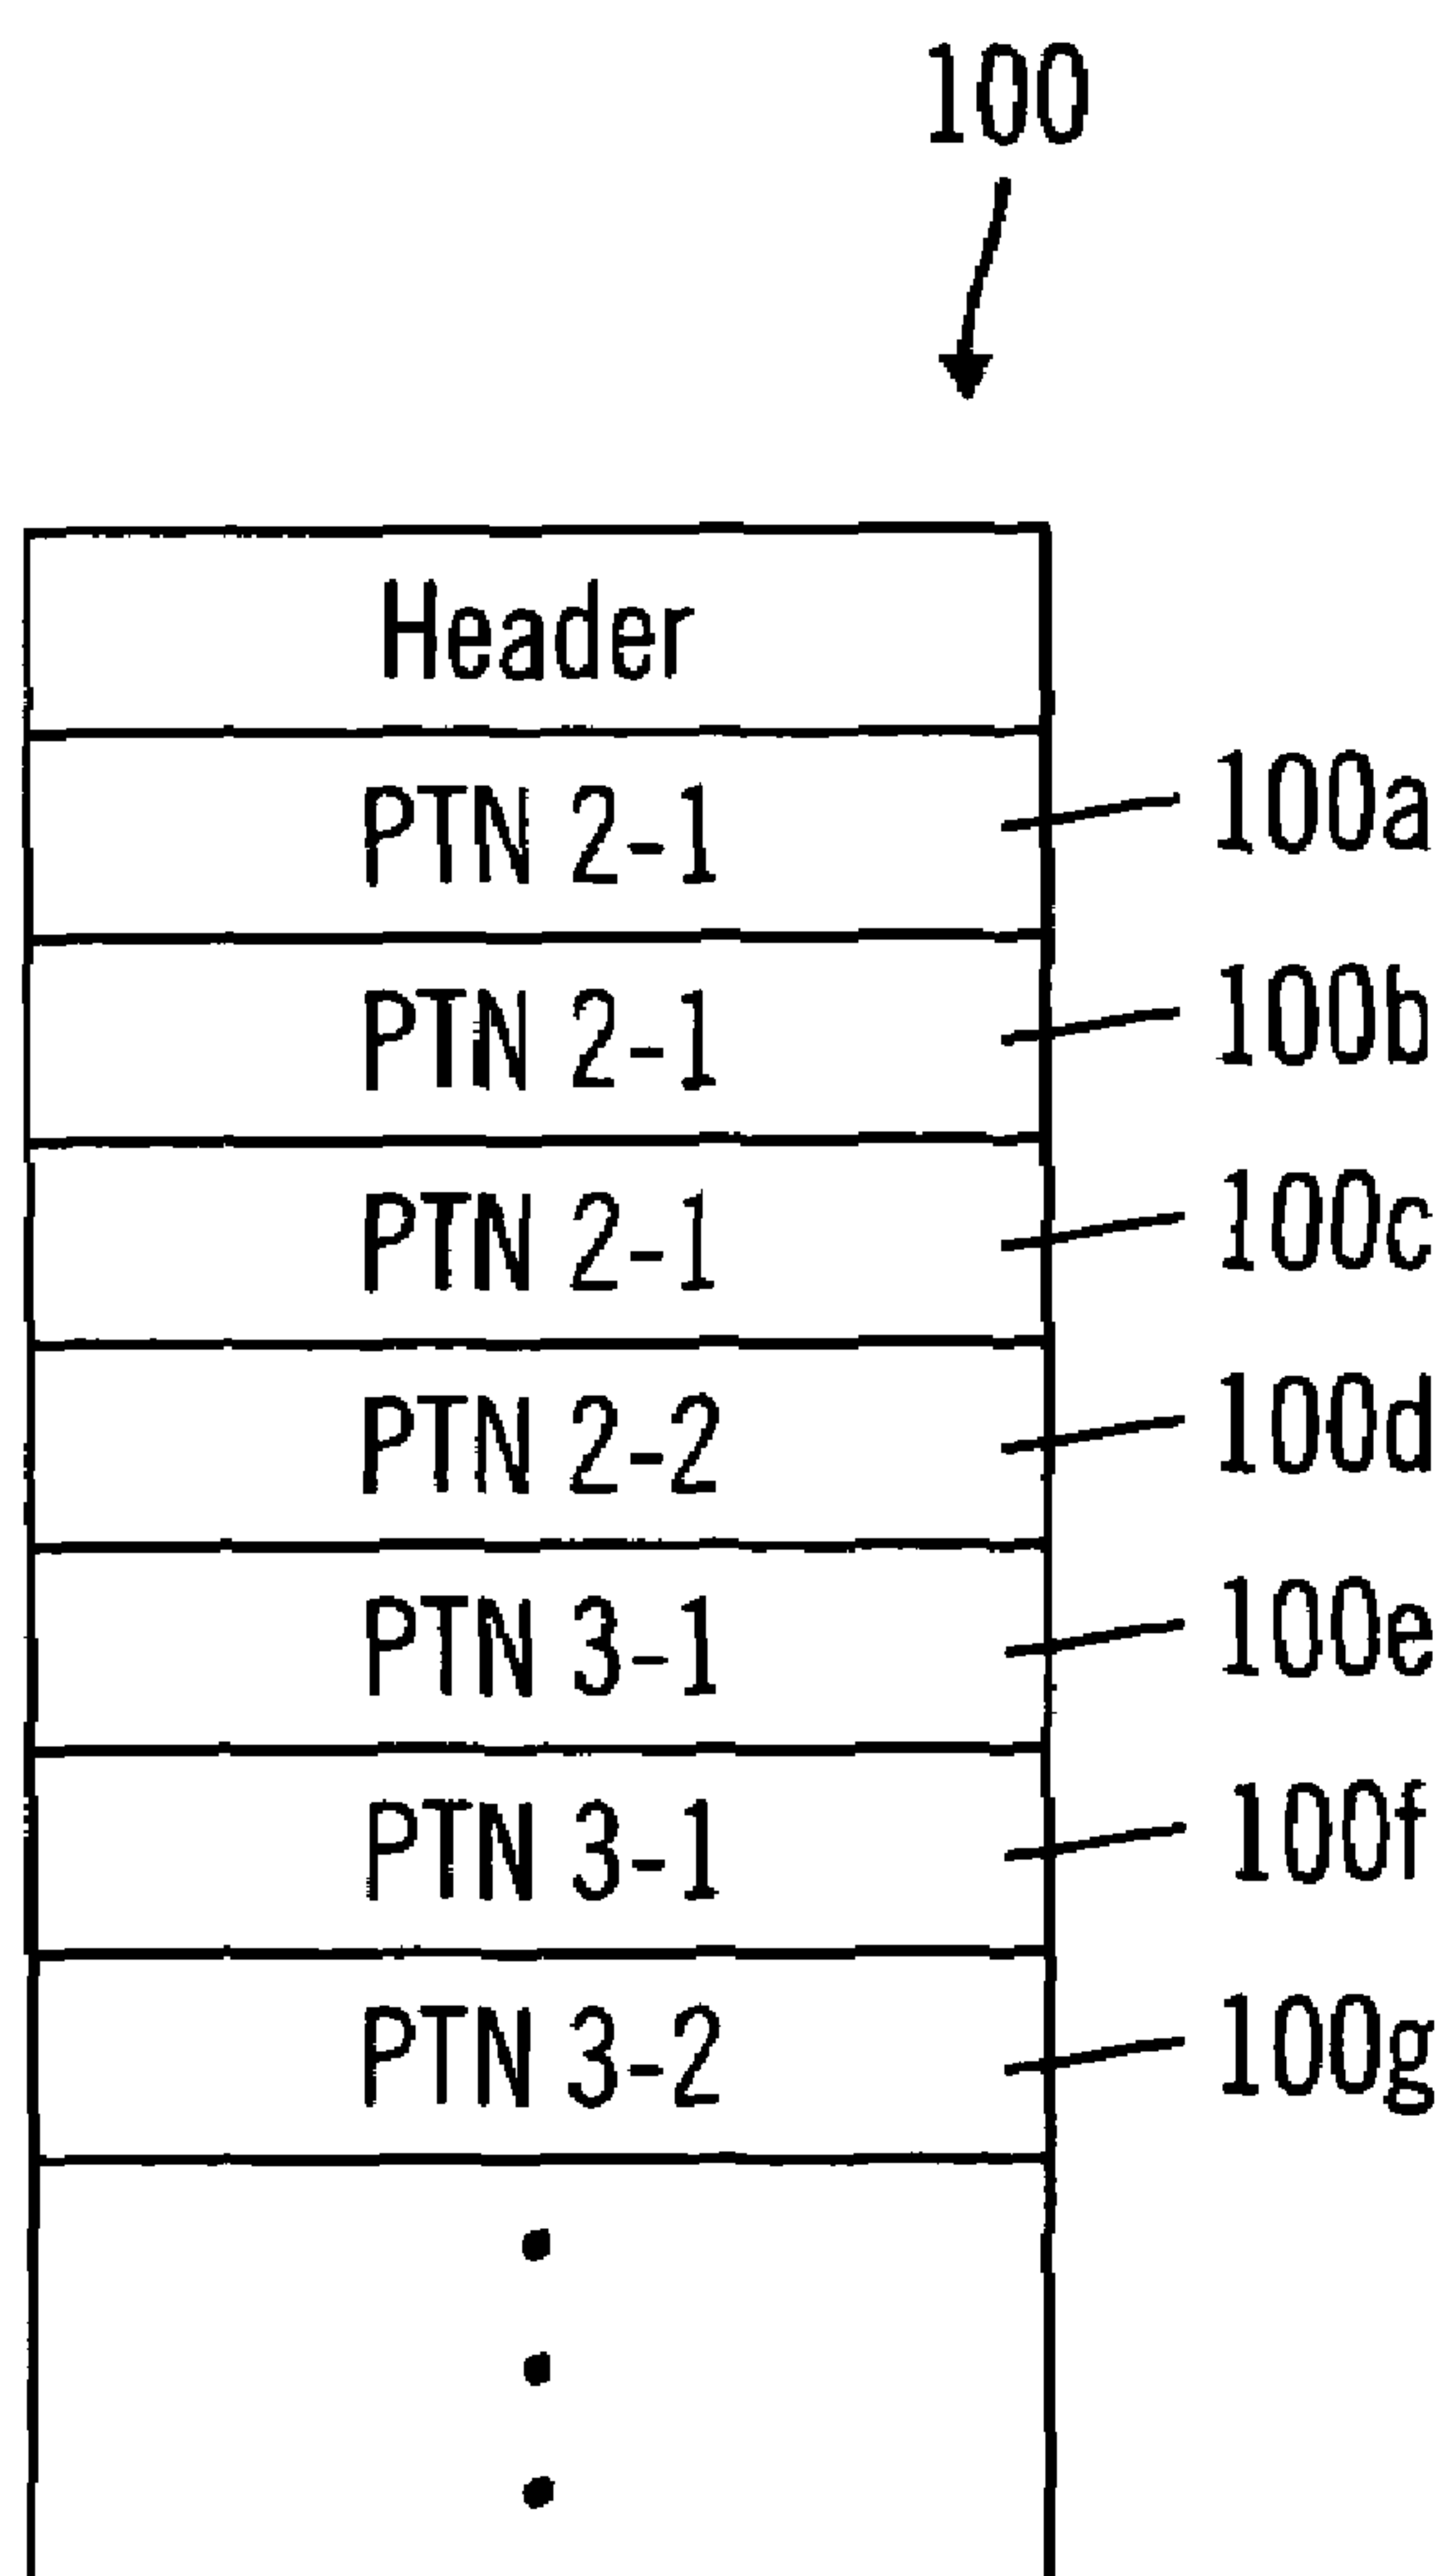 100
Header
PTN 2-1 100a
PTN 2-1 100b
PTN 2-1 100c
PTN 2-2 100d
PTN 3-1 100e
PTN 3-1 100f
PTN 3-2 100g